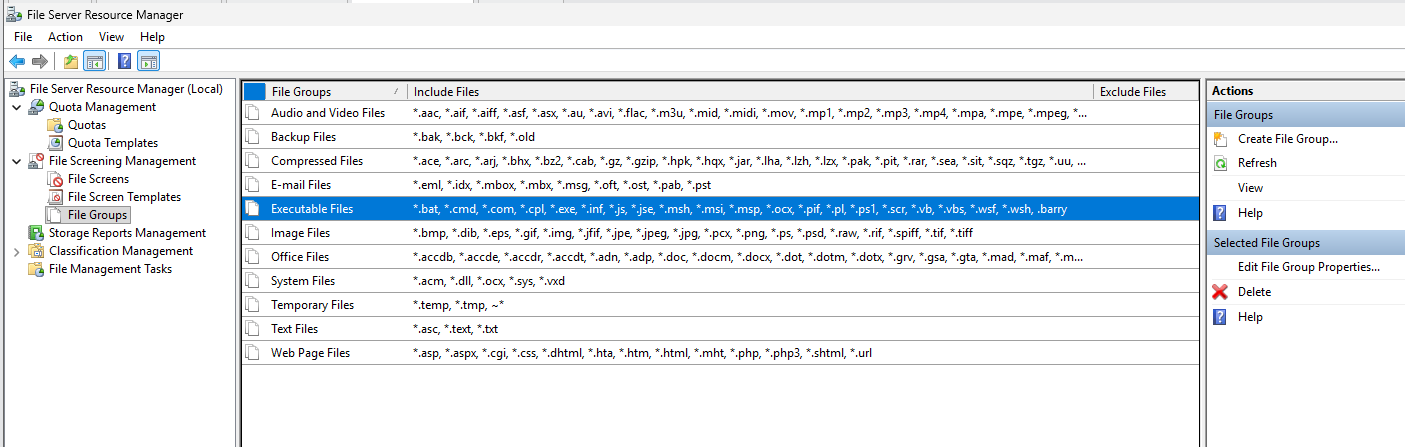 File Server Resource Manager
File Action View Help
File Server Resource Manager (Local)
Quota Management
Quotas
Quota Templates
File Screening Management
File Screens
File Screen Templates
File Groups
Storage Reports Management
Classification Management
File Management Tasks
File Groups Include Files Exclude Files
Audio and Video Files *.aac, *.aif, *.aiff, *.asf, *.asx, *.au, *.avi, *.flac, *.m3u, *.mid, *.midi, *.mov, *.mp1, *.mp2, *.mp3, *.mp4, *.mpa, *.mpe, *.mpeg, *...
Backup Files *.bak, *.bck, *.bkf, *.old
Compressed Files *.ace, *.arc, *.arj, *.bhx, *.bz2, *.cab, *.gz, *.gzip, *.hpk, *.hqx, *.jar, *.lha, *.lzh, *.lzx, *.pak, *.pit, *.rar, *.sea, *.sit, *.sqz, *.tgz, *.uu, ...
E-mail Files *.eml, *.idx, *.mbox, *.mbx, *.msg, *.oft, *.ost, *.pab, *.pst
Executable Files *.bat, *.cmd, *.com, *.cpl, *.exe, *.inf, *.js, *.jse, *.msh, *.msi, *.msp, *.ocx, *.pif, *.pl, *.ps1, *.scr, *.vb, *.vbs, *.wsf, *.wsh, .barry
Image Files *.bmp, *.dib, *.eps, *.gif, *.img, *.jfif, *.jpe, *.jpeg, *.jpg, *.pcx, *.png, *.ps, *.psd, *.raw, *.rif, *.spiff, *.tif, *.tiff
Office Files *.accdb, *.accde, *.accdr, *.accdt, *.adn, *.adp, *.doc, *.docm, *.docx, *.dot, *.dotm, *.dotx, *.grv, *.gsa, *.gta, *.mad, *.maf, *.m...
System Files *.acm, *.dll, *.ocx, *.sys, *.vxd
Temporary Files *.temp, *.tmp, ~*
Text Files *.asc, *.text, *.txt
Web Page Files *.asp, *.aspx, *.cgi, *.css, *.dhtml, *.hta, *.htm, *.html, *.mht, *.php, *.php3, *.shtml, *.url
Actions
File Groups
Create File Group...
Refresh
View
Help
Selected File Groups
Edit File Group Properties...
Delete
Help